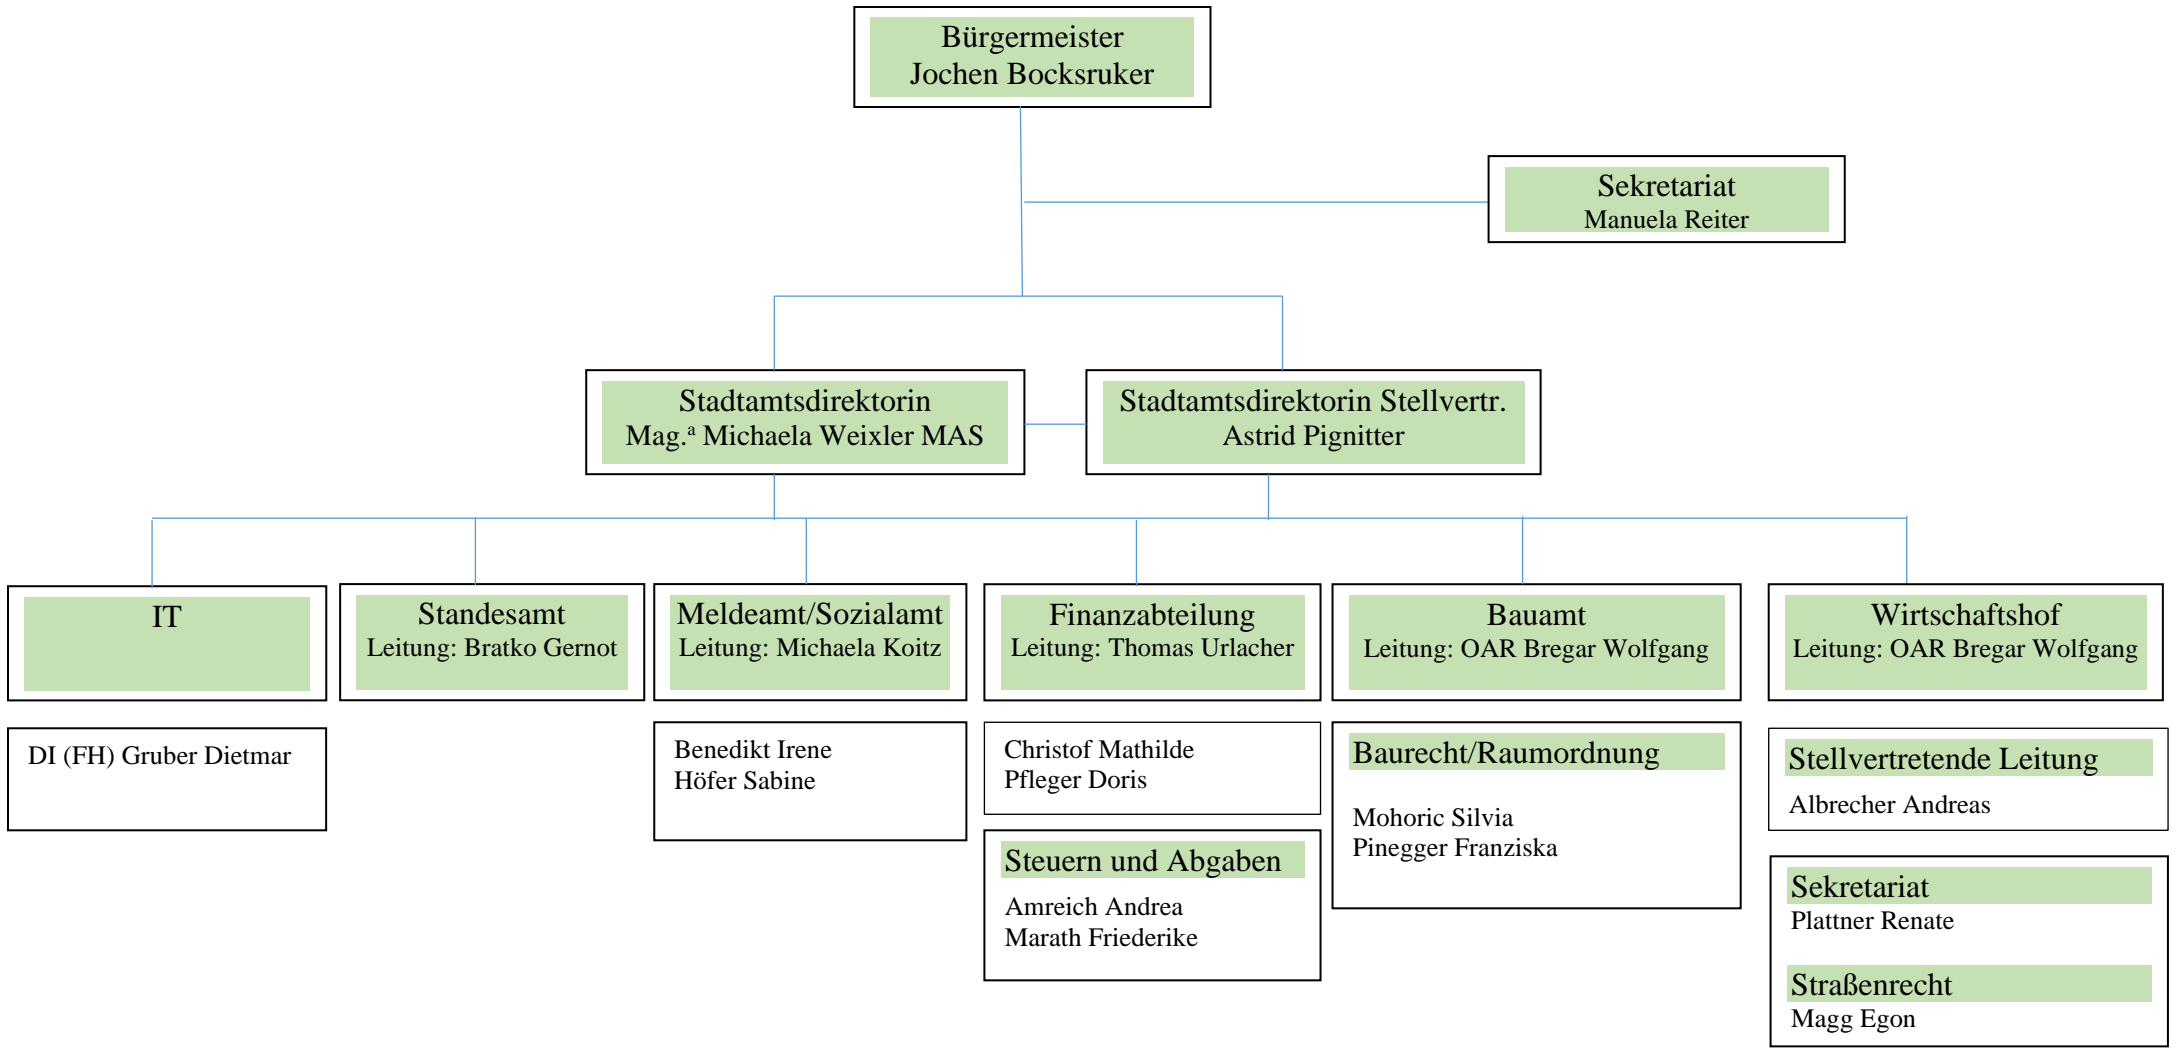 Bürgermeister
Jochen Bocksruker
Sekretariat
Manuela Reiter
Stadtamtsdirektorin
Mag.ª Michaela Weixler MAS
Stadtamtsdirektorin Stellvertr.
Astrid Pignitter
IT
DI (FH) Gruber Dietmar
Standesamt
Leitung: Bratko Gernot
Meldeamt/Sozialamt
Leitung: Michaela Koitz
Benedikt Irene
Höfer Sabine
Finanzabteilung
Leitung: Thomas Urlacher
Christof Mathilde
Pfleger Doris
Steuern und Abgaben
Amreich Andrea
Marath Friederike
Bauamt
Leitung: OAR Bregar Wolfgang
Baurecht/Raumordnung
Mohoric Silvia
Pinegger Franziska
Wirtschaftshof
Leitung: OAR Bregar Wolfgang
Stellvertretende Leitung
Albrecher Andreas
Sekretariat
Plattner Renate
Straßenrecht
Magg Egon